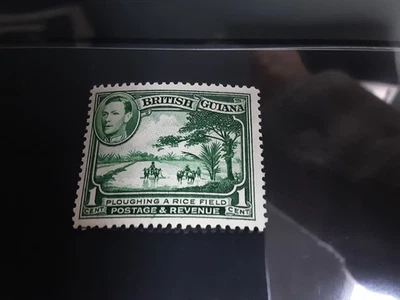 BRITISH GUIANA
PLOUGHING A RICE FIELD
1 CENT POSTAGE & REVENUE 1 CENT